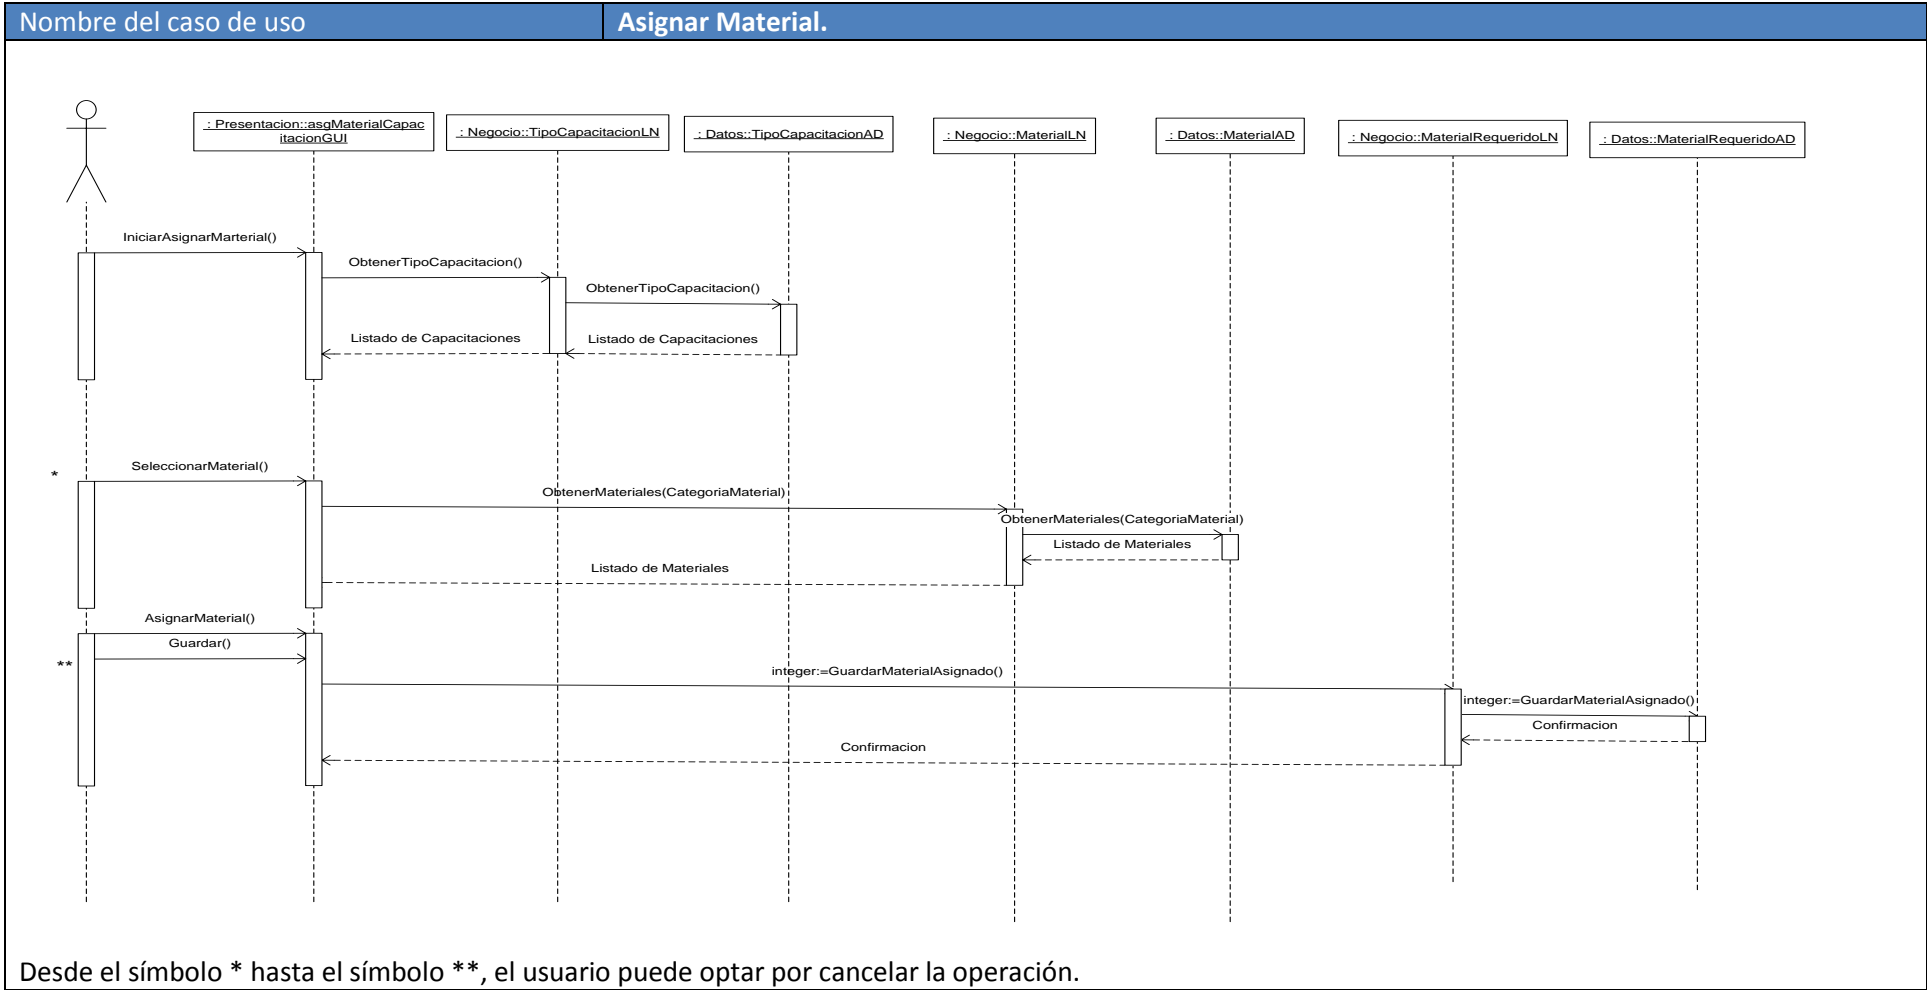 Nombre del caso de uso
Asignar Material.
: Presentacion::asgMaterialCapac
itacionGUI
: Negocio::TipoCapacitacionLN
: Datos::TipoCapacitacionAD
: Negocio::MaterialLN
: Datos::MaterialAD
: Negocio::MaterialRequeridoLN
: Datos::MaterialRequeridoAD
IniciarAsignarMarterial()
ObtenerTipoCapacitacion()
ObtenerTipoCapacitacion()
Listado de Capacitaciones
Listado de Capacitaciones
*
SeleccionarMaterial()
ObtenerMateriales(CategoriaMaterial)
ObtenerMateriales(CategoriaMaterial)
Listado de Materiales
Listado de Materiales
AsignarMaterial()
Guardar()
**
integer:=GuardarMaterialAsignado()
integer:=GuardarMaterialAsignado()
Confirmacion
Confirmacion
Desde el símbolo * hasta el símbolo **, el usuario puede optar por cancelar la operación.